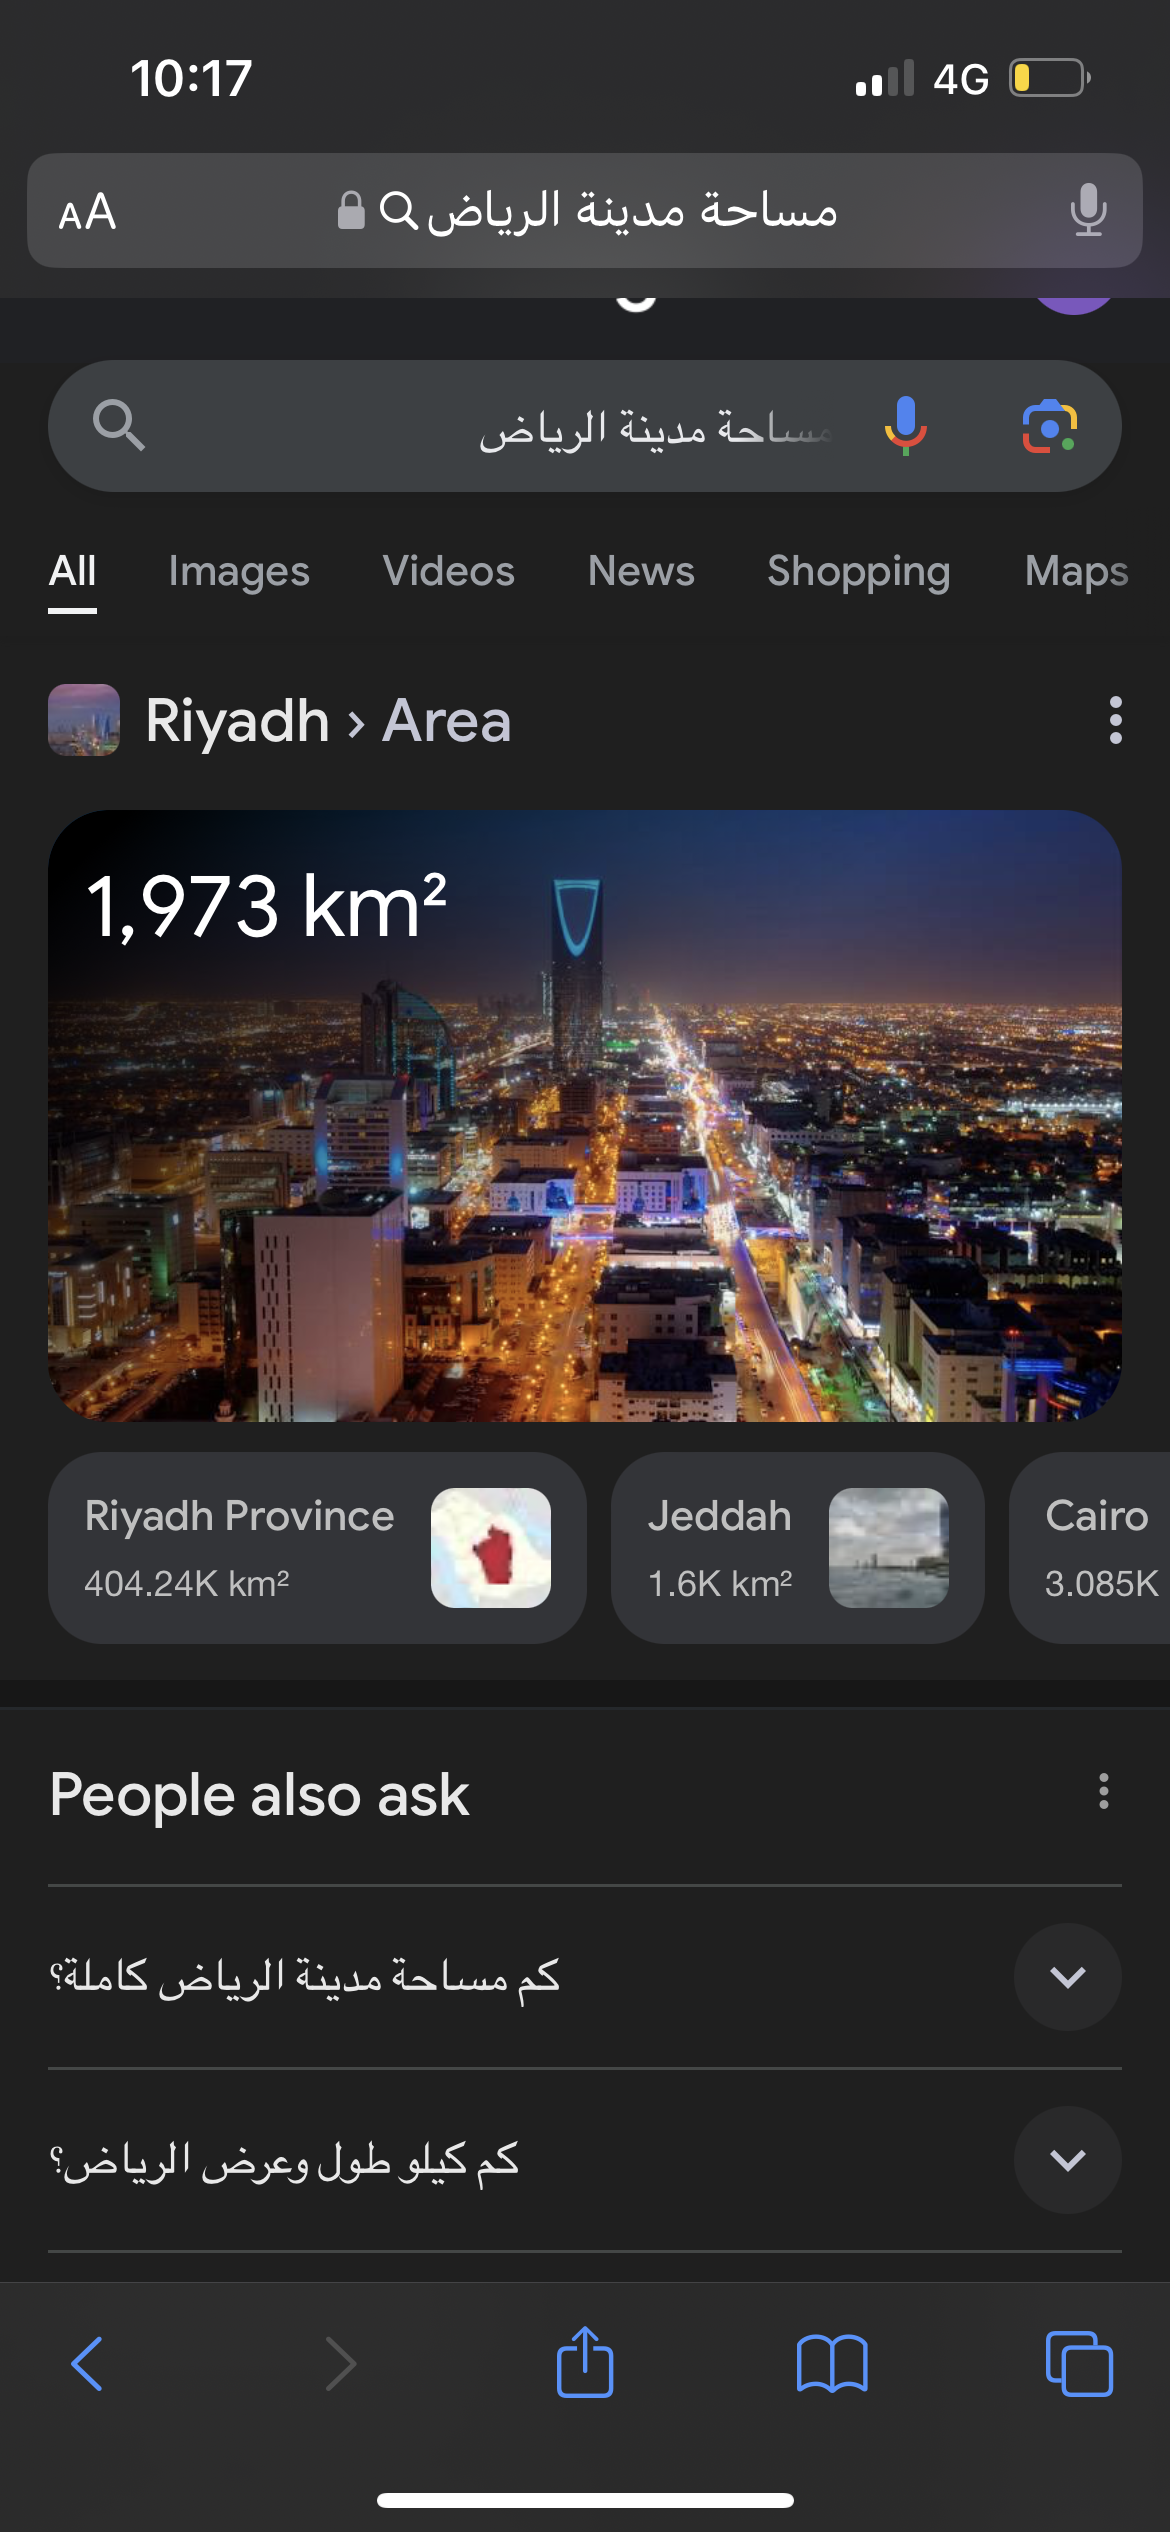 10:17
4G
AA
مساحة مدينة الرياض
مساحة مدينة الرياض
All Images Videos News Shopping Maps
Riyadh › Area
1,973 km²
Riyadh Province
404.24K km²
Jeddah
1.6K km²
Cairo
3.085K
People also ask
كم مساحة مدينة الرياض كاملة؟
كم كيلو طول وعرض الرياض؟